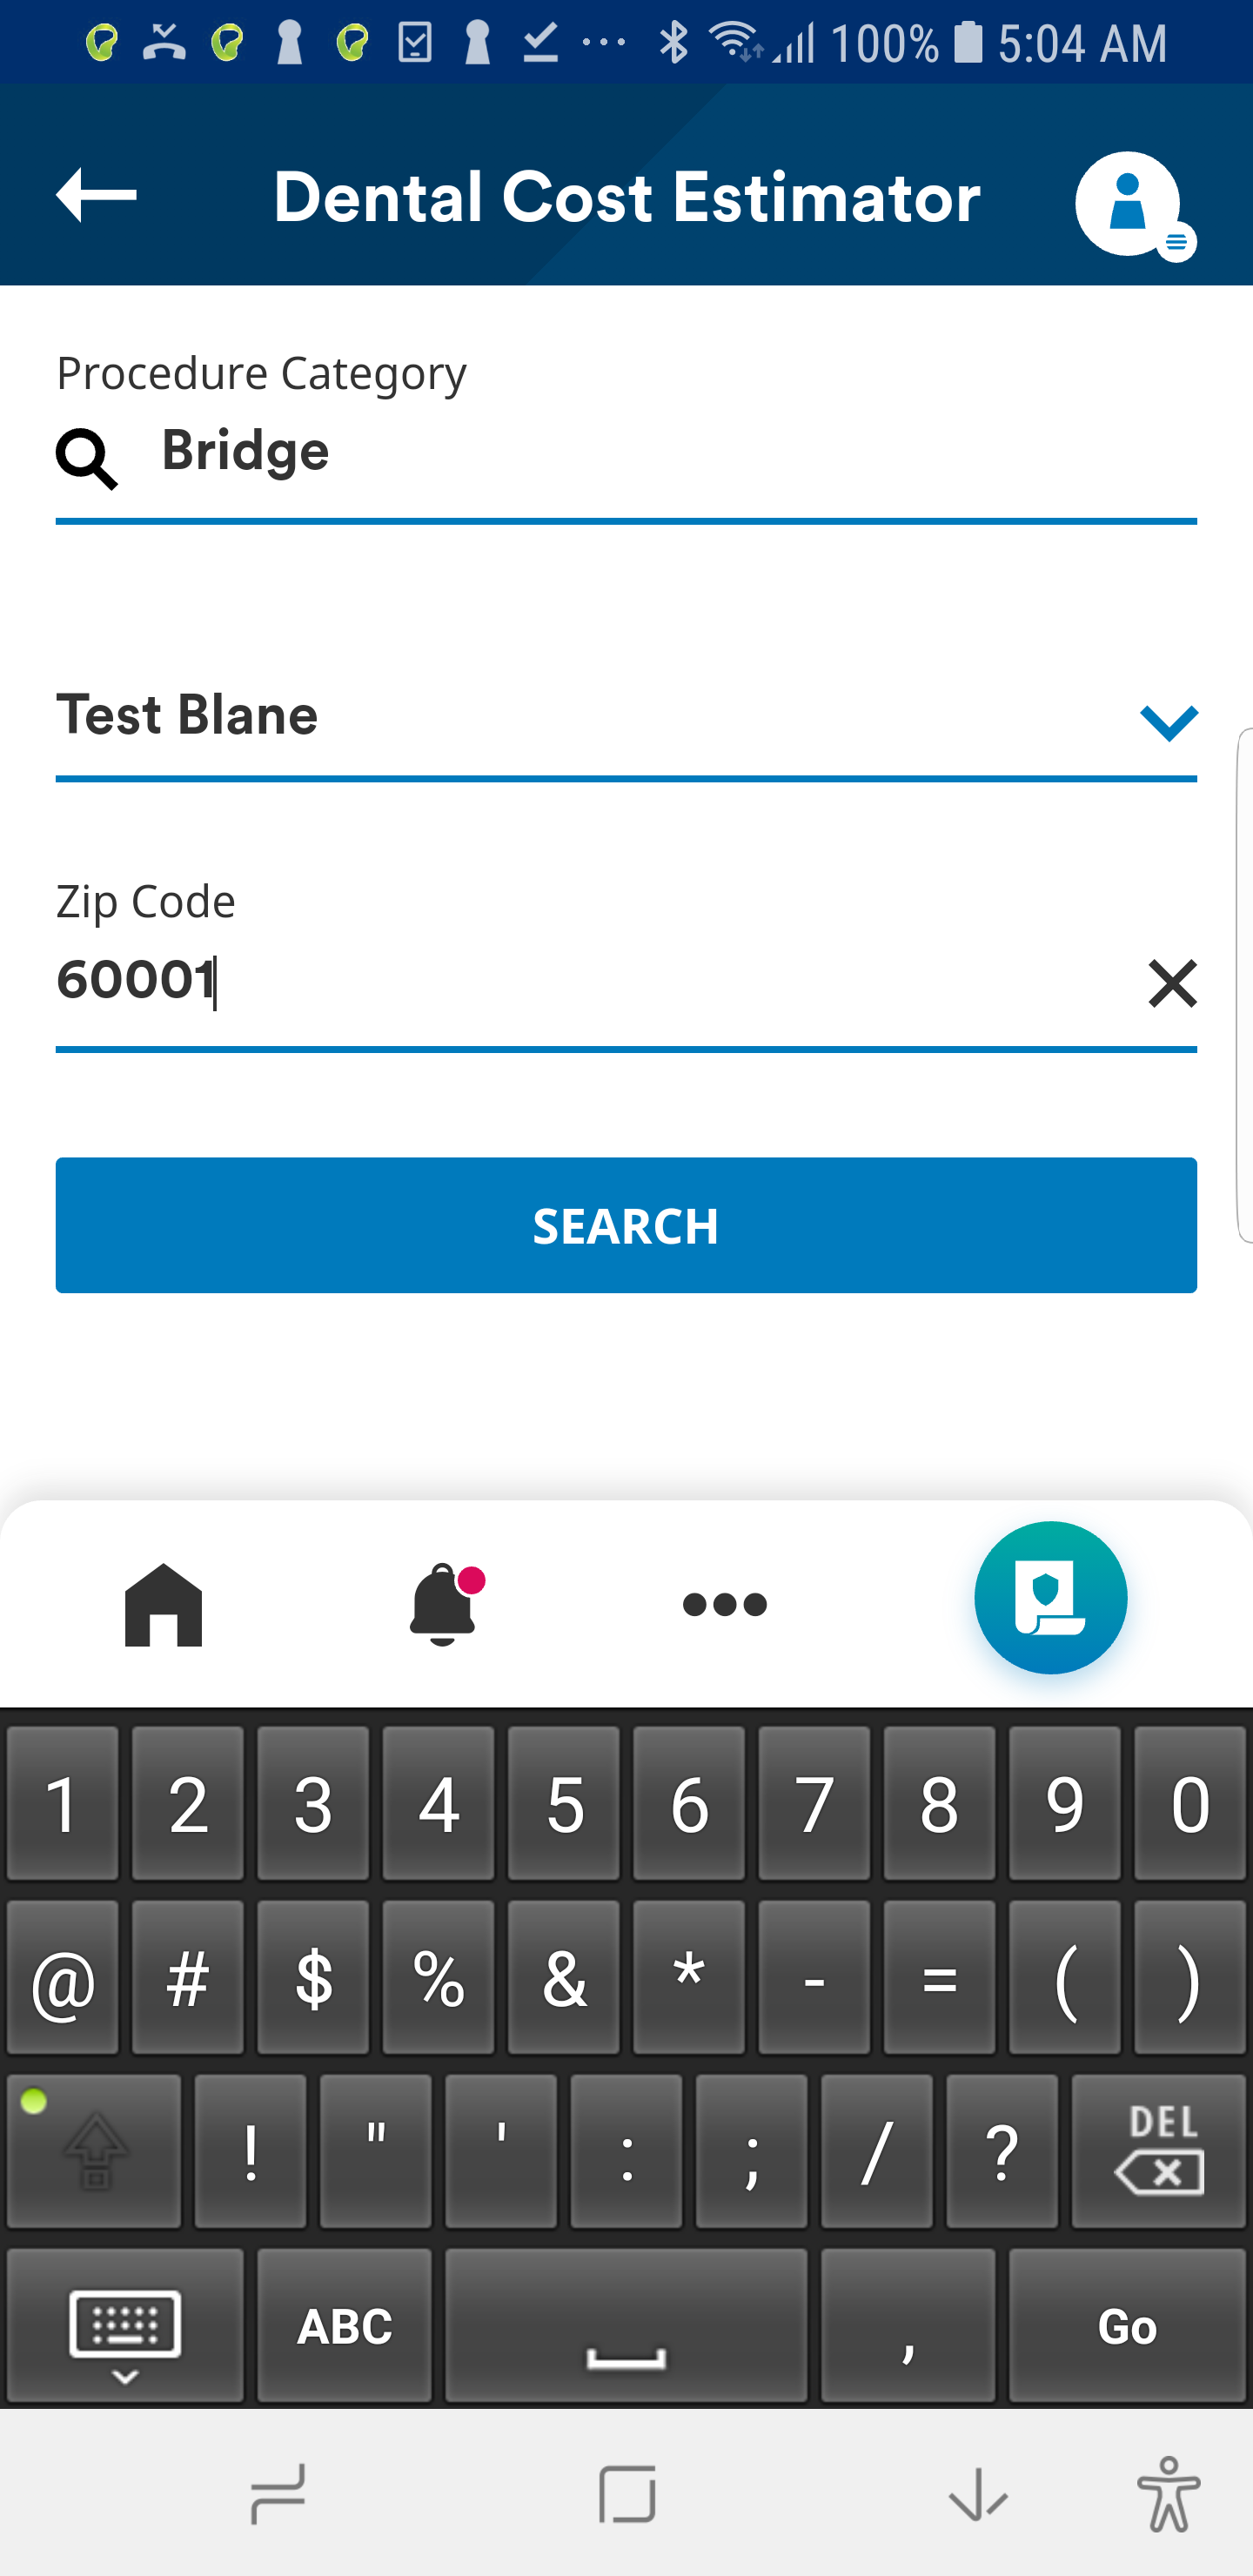 100% 5:04 AM
Dental Cost Estimator
Procedure Category
Bridge
Test Blane
Zip Code
60001
SEARCH
1 2 3 4 5 6 7 8 9 0
@ # $ % & * - = ( )
! " ' : ; / ? DEL
ABC , Go